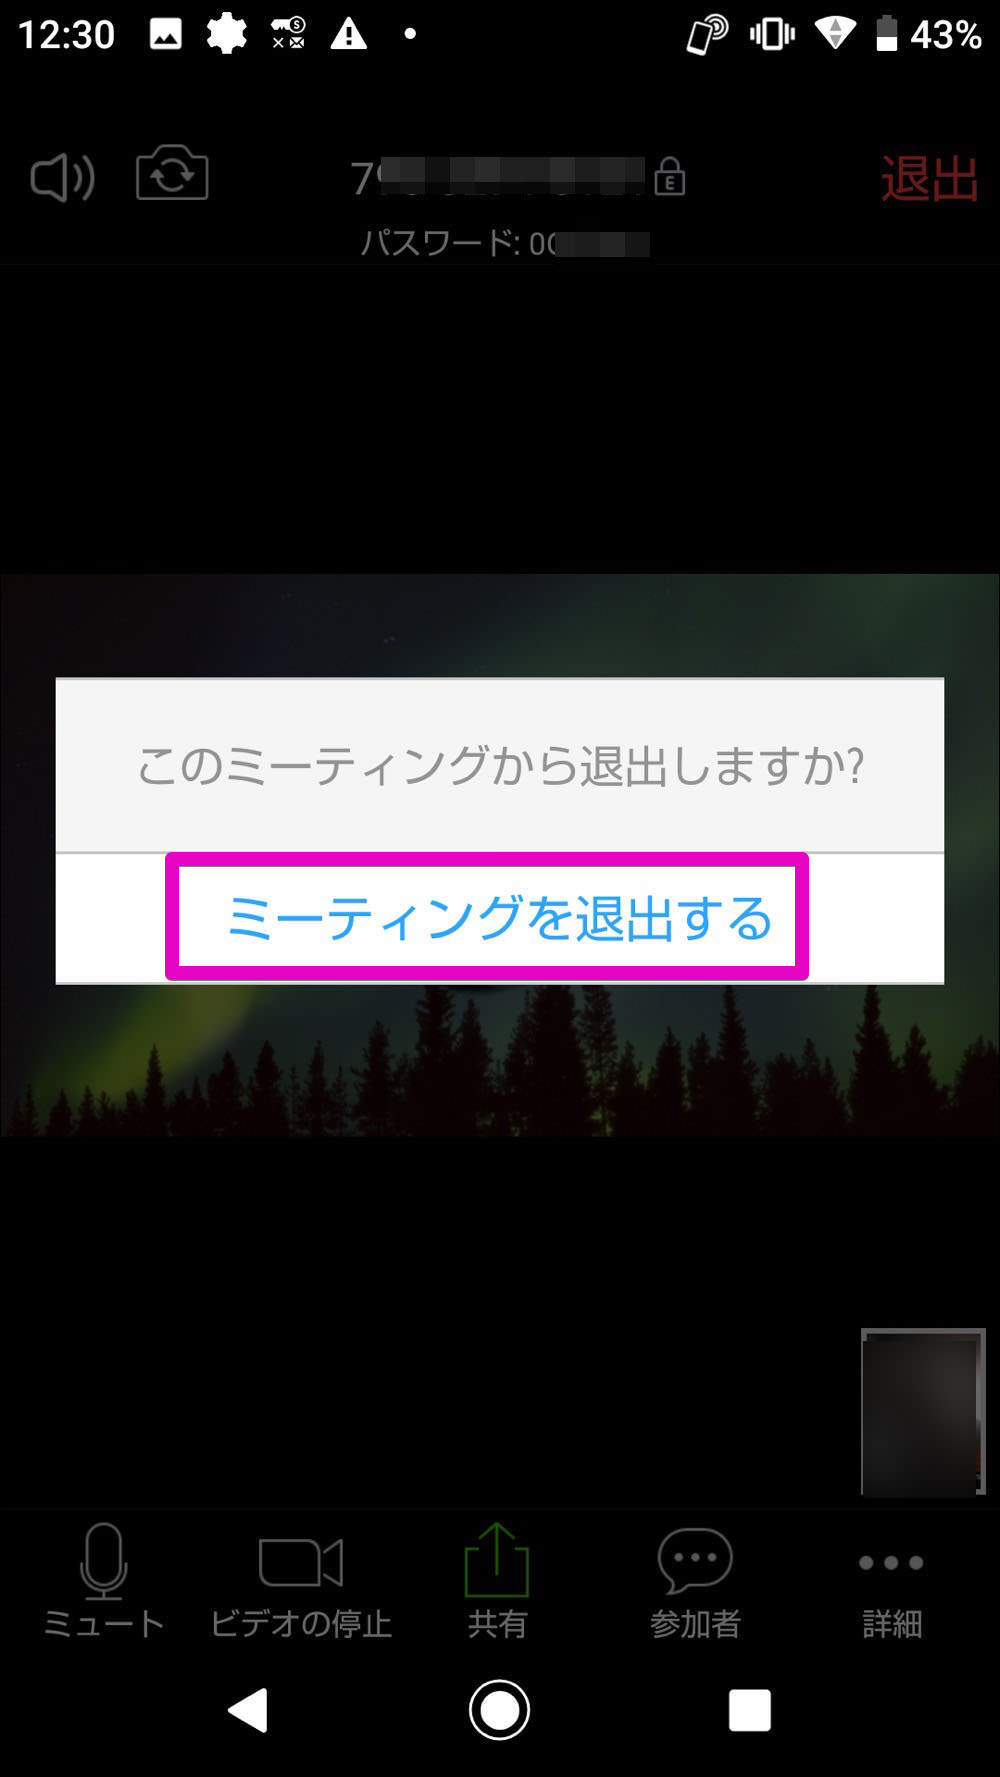 12:30 43%
退出
パスワード:
このミーティングから退出しますか?
ミーティングを退出する
ミュート ビデオの停止 共有 参加者 詳細